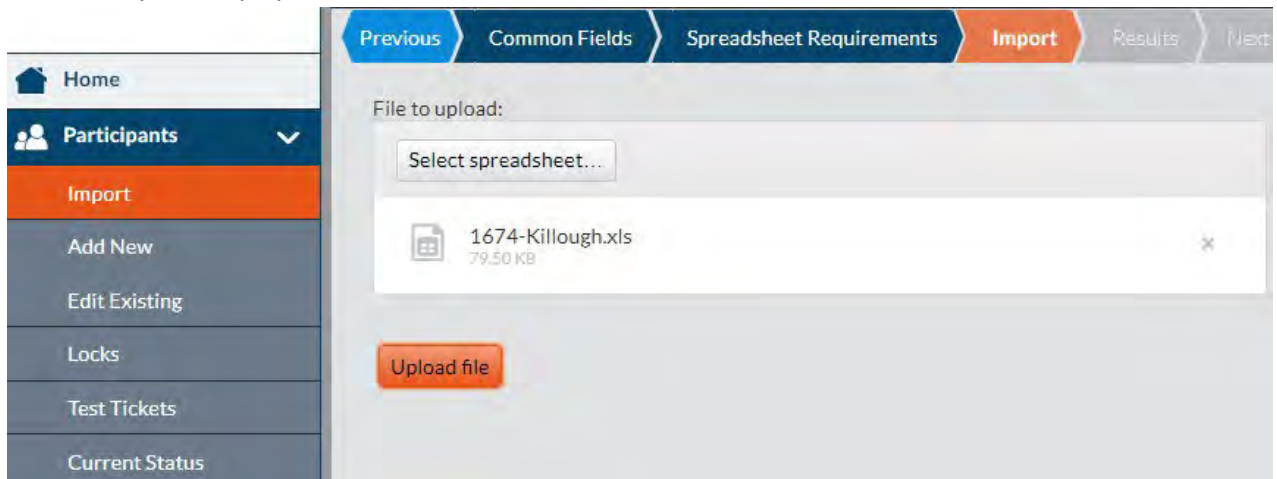 Previous Common Fields Spreadsheet Requirements Import Results Next
Home
Participants
Import
Add New
Edit Existing
Locks
Test Tickets
Current Status
File to upload:
Select spreadsheet...
1674-Killough.xls
79.50 KB
Upload file